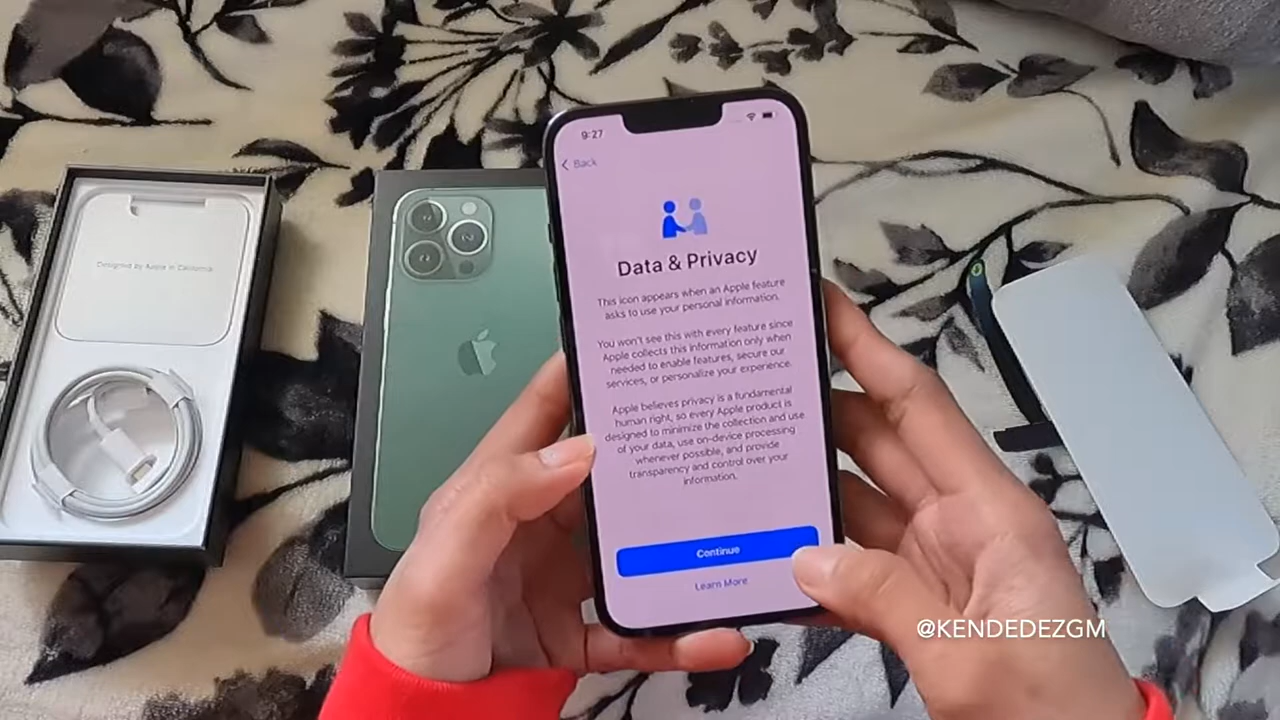 9:27
Back
Data & Privacy
This icon appears when an Apple feature
asks to use your personal information.
You won't see this with every feature since
Apple collects this information only when
needed to enable features, secure our
services, or personalize your experience.
Apple believes privacy is a fundamental
human right, so every Apple product is
designed to minimize the collection and use
of your data, use on-device processing
whenever possible, and provide
transparency and control over your
information.
Continue
Learn More
Designed by Apple in California
@KENDEDEZGM